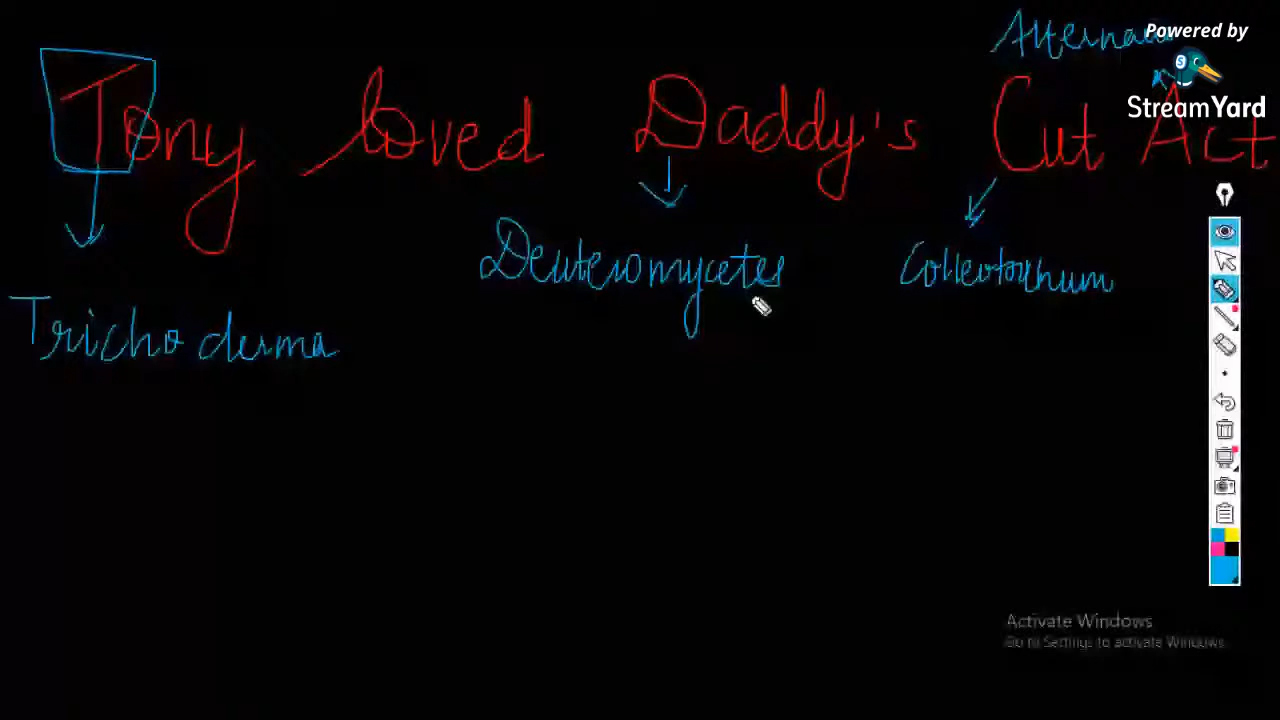 Alternaria
Powered by
StreamYard
Tony loved Daddy's Cut Act
Deuteromycetes
Colleotorhum
Trichoderma
Activate Windows
Go to Settings to activate Windows.